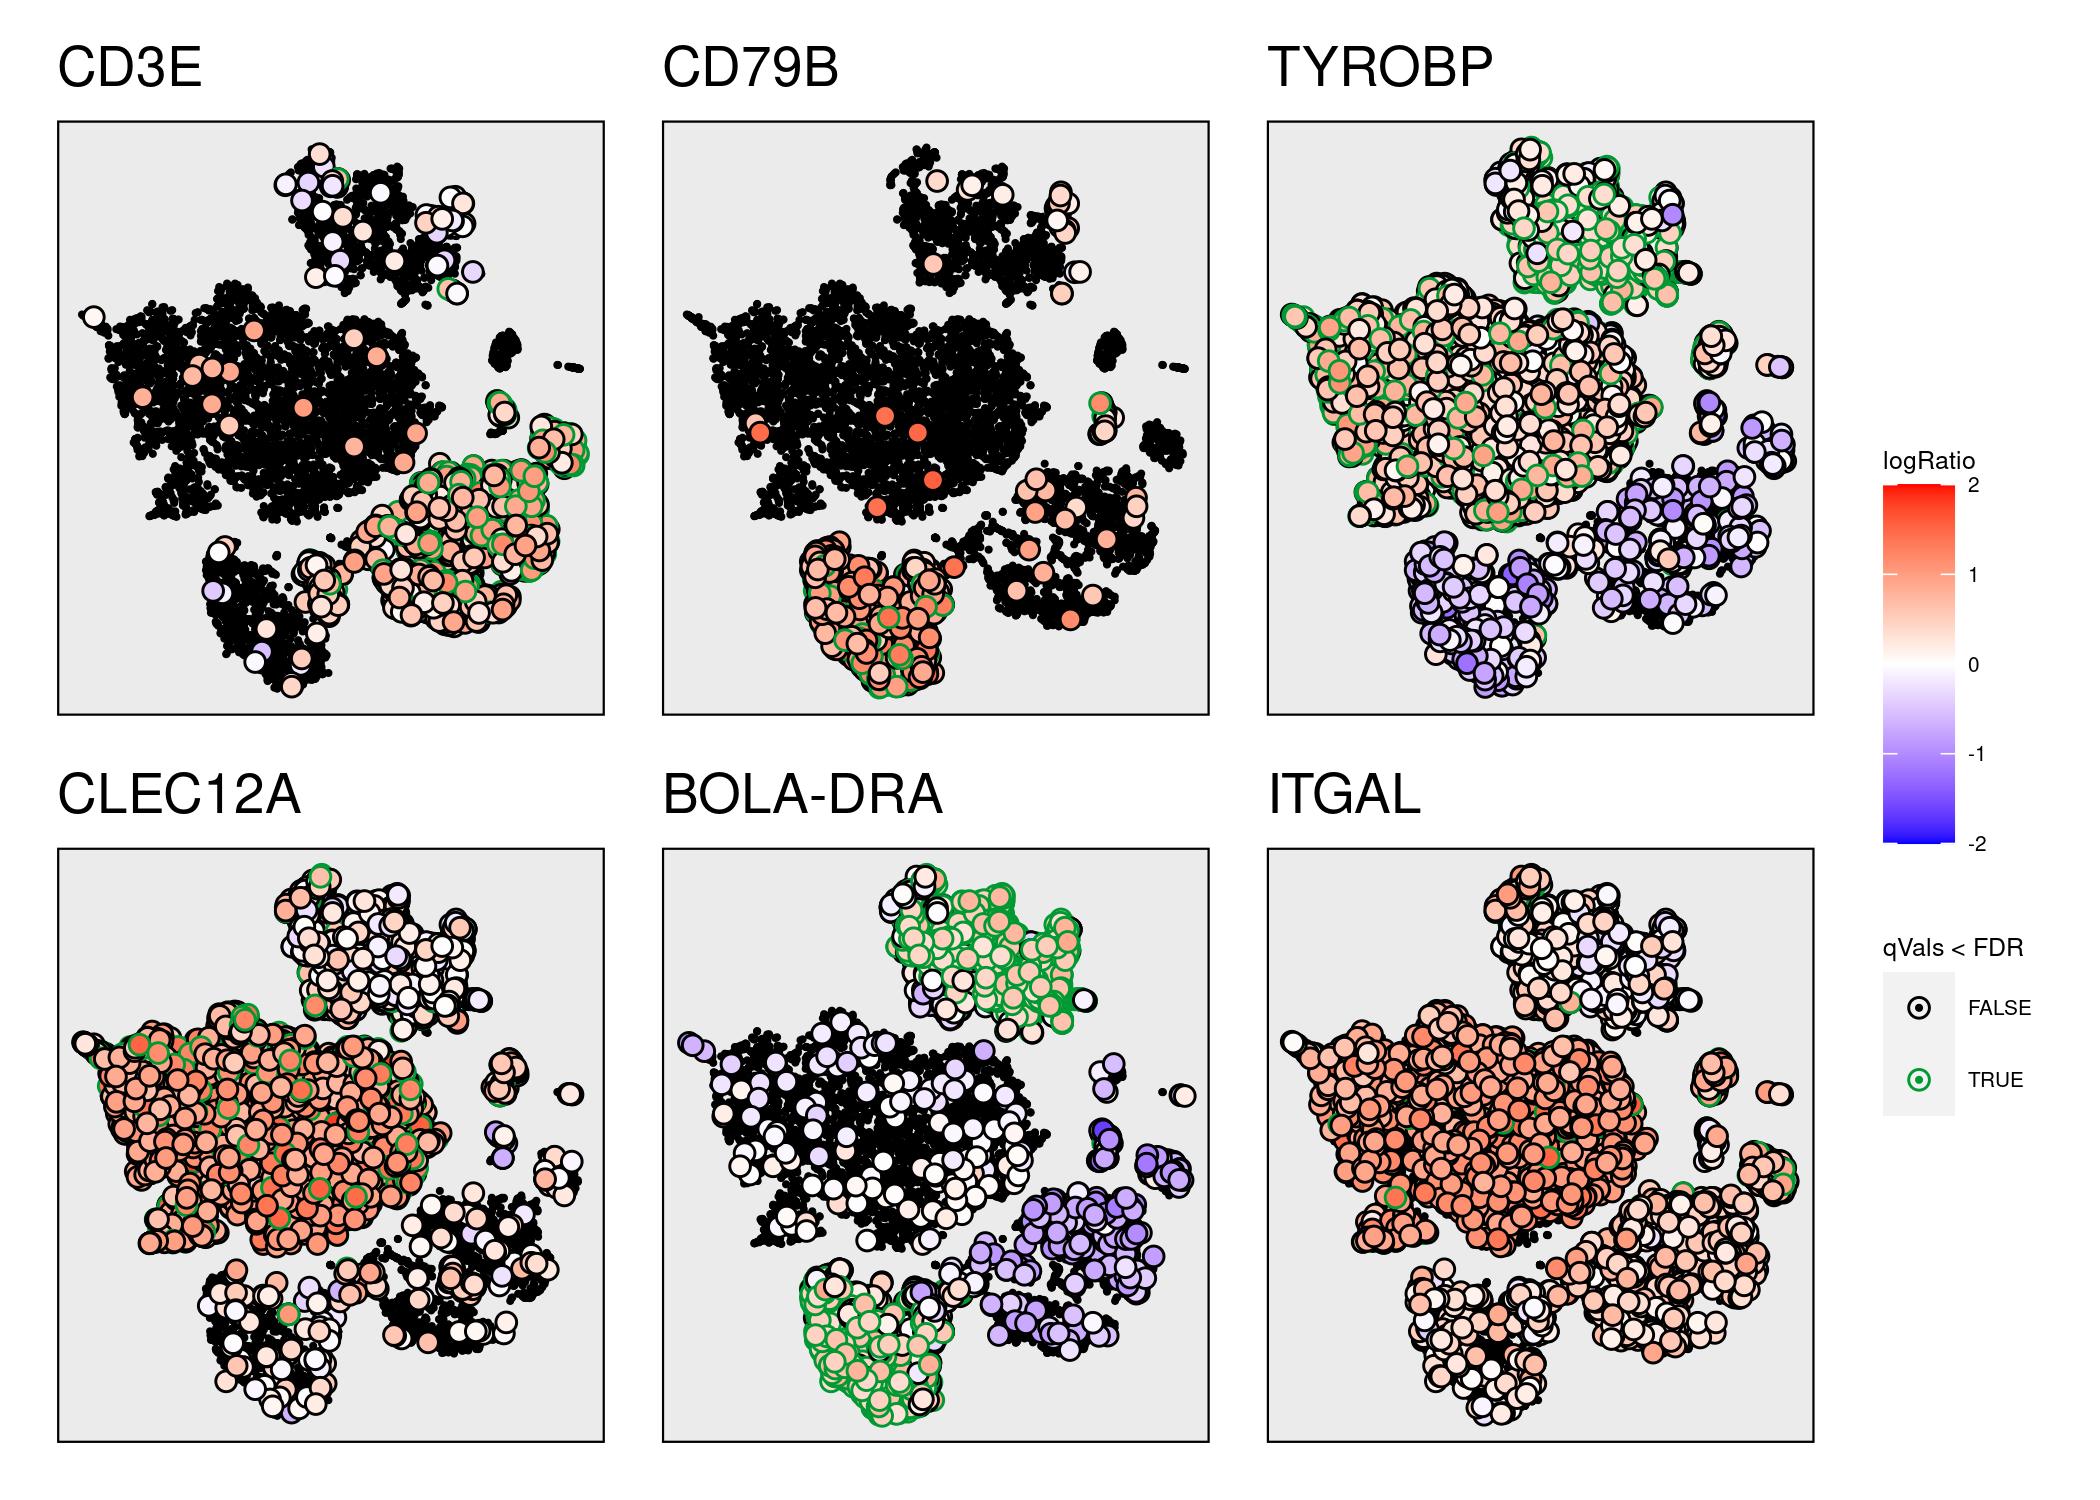 CD3E
CD79B
TYROBP
CLEC12A
BOLA-DRA
ITGAL
logRatio
2
1
0
-1
-2
qVals < FDR
FALSE
TRUE